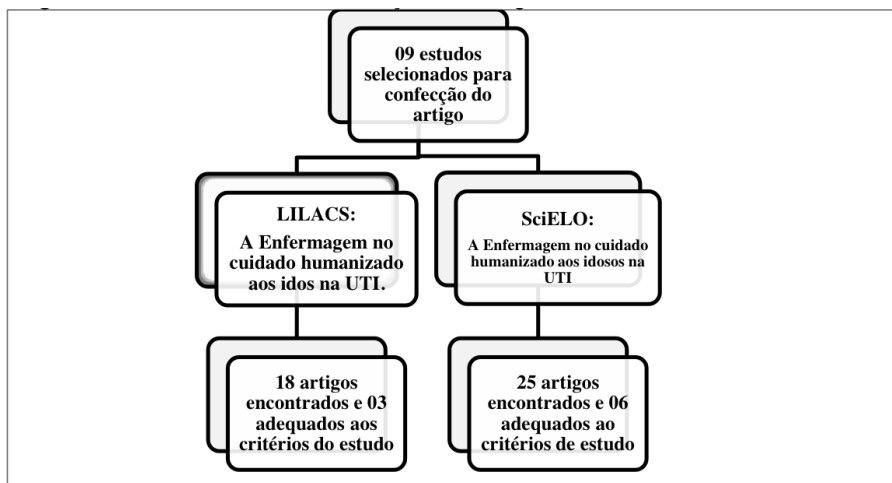 09 estudos
selecionados para
confecção do
artigo
LILACS:
A Enfermagem no
cuidado humanizado
aos idos na UTI.
SciELO:
A Enfermagem no cuidado
humanizado aos idosos na
UTI
18 artigos
encontrados e 03
adequados aos
critérios do estudo
25 artigos
encontrados e 06
adequados ao
critérios de estudo